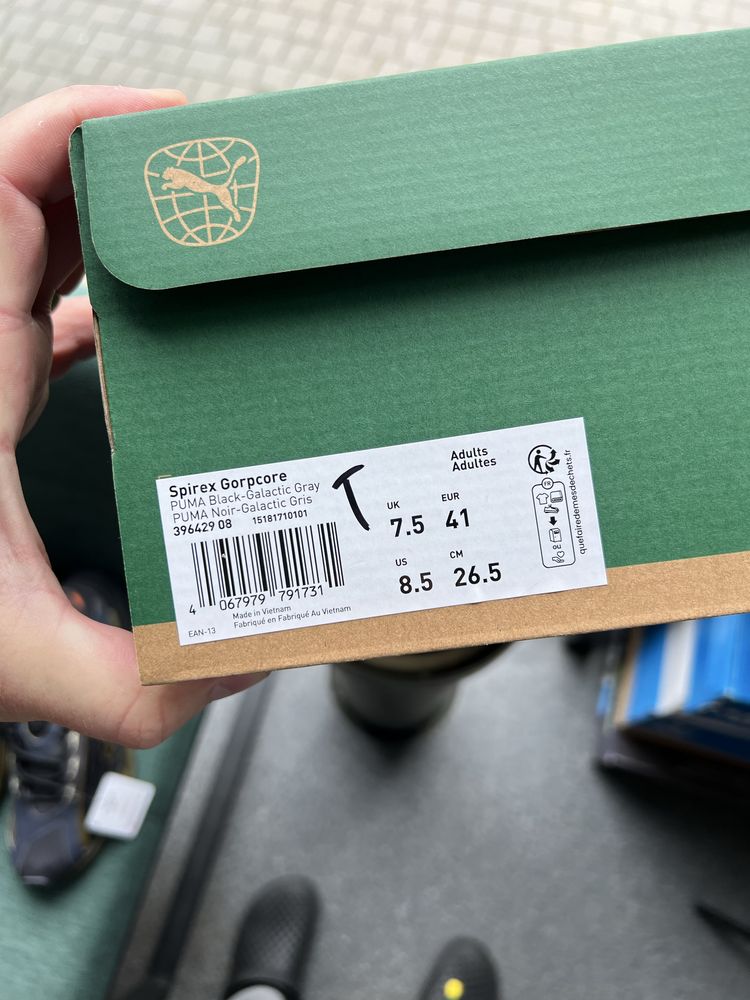 Spirex Gorpcore
PUMA Black-Galactic Gray
PUMA Noir-Galactic Gris
396429 08 15181710101
T
4 067979 791731
EAN-13
Made in Vietnam
Fabriqué en Fabriqué Au Vietnam
Adults
Adultes
UK
7.5
EUR
41
US
8.5
CM
26.5
FR
OU
quefairedemesdechets.fr